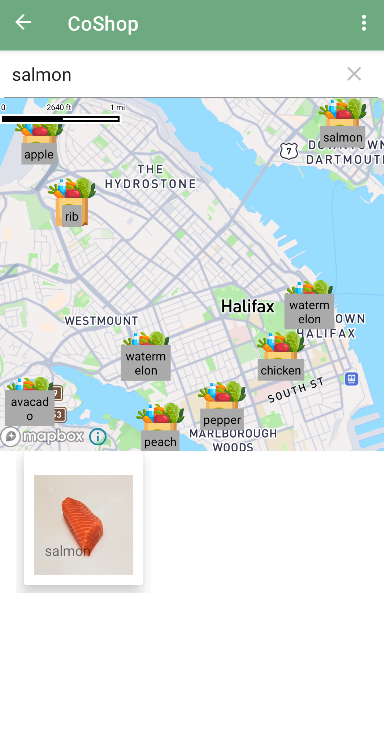 CoShop
salmon
0 2640 ft 1 mi
salmon
apple
7
DOWNTOWN
DARTMOUTH
THE
HYDROSTONE
rib
Halifax
waterm
elon
OWN
HALIFAX
WESTMOUNT
waterm
elon
chicken
SOUTH ST
avacad
o
pepper
peach
MARLBOROUGH
WOODS
mapbox
salmon